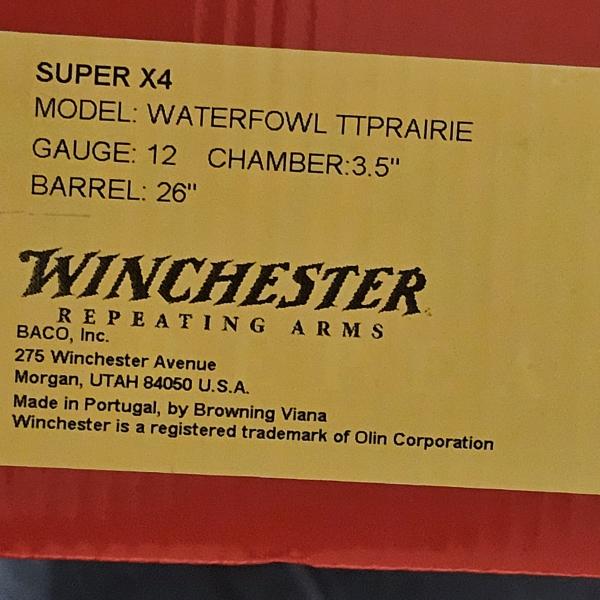 SUPER X4
MODEL: WATERFOWL TTPRAIRIE
GAUGE: 12 CHAMBER:3.5"
BARREL: 26"
WINCHESTER
REPEATING ARMS
BACO, Inc.
275 Winchester Avenue
Morgan, UTAH 84050 U.S.A.
Made in Portugal, by Browning Viana
Winchester is a registered trademark of Olin Corporation